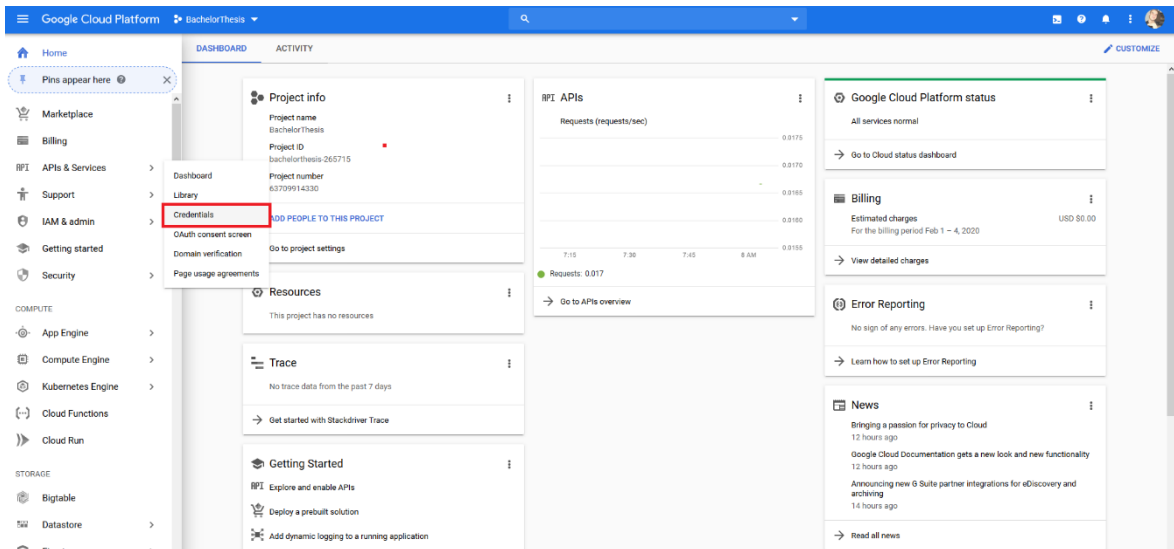 Google Cloud Platform
BachelorThesis
Home
Pins appear here
Marketplace
Billing
API APIs & Services
Support
IAM & admin
Getting started
Security
COMPUTE
App Engine
Compute Engine
Kubernetes Engine
Cloud Functions
Cloud Run
STORAGE
Bigtable
Datastore
Dashboard
Library
Credentials
OAuth consent screen
Domain verification
Page usage agreements
DASHBOARD
ACTIVITY
CUSTOMIZE
Project info
Project name
BachelorThesis
Project ID
bachelorthesis-265715
Project number
63709914330
ADD PEOPLE TO THIS PROJECT
Go to project settings
Resources
This project has no resources
Trace
No trace data from the past 7 days
Get started with Stackdriver Trace
Getting Started
API Explore and enable APIs
Deploy a prebuilt solution
Add dynamic logging to a running application
API APIs
Requests (requests/sec)
0.0175
0.0170
0.0165
0.0160
0.0155
7:15 7:30 7:45 8 AM
Requests: 0.017
Go to APIs overview
Google Cloud Platform status
All services normal
Go to Cloud status dashboard
Billing
Estimated charges USD $0.00
For the billing period Feb 1 – 4, 2020
View detailed charges
Error Reporting
No sign of any errors. Have you set up Error Reporting?
Learn how to set up Error Reporting
News
Bringing a passion for privacy to Cloud
12 hours ago
Google Cloud Documentation gets a new look and new functionality
12 hours ago
Announcing new G Suite partner integrations for eDiscovery and
archiving
14 hours ago
Read all news